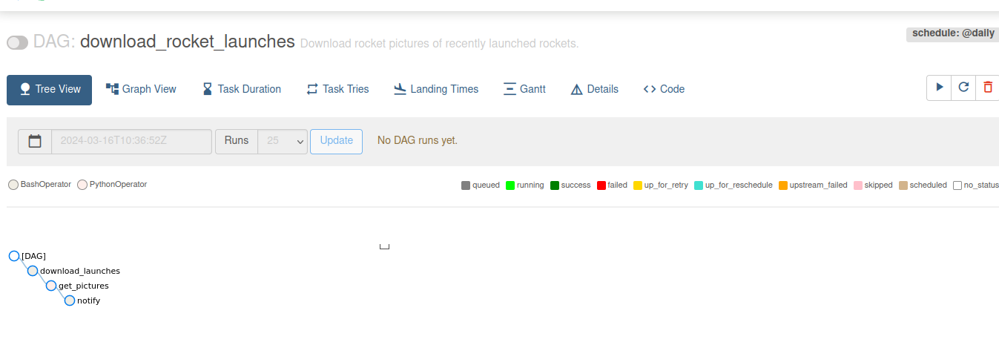 schedule: @daily
DAG: download_rocket_launches Download rocket pictures of recently launched rockets.
Tree View Graph View Task Duration Task Tries Landing Times Gantt Details Code
2024-03-16T10:36:52Z Runs 25 Update No DAG runs yet.
BashOperator PythonOperator queued running success failed up_for_retry up_for_reschedule upstream_failed skipped scheduled no_status
[DAG]
download_launches
get_pictures
notify